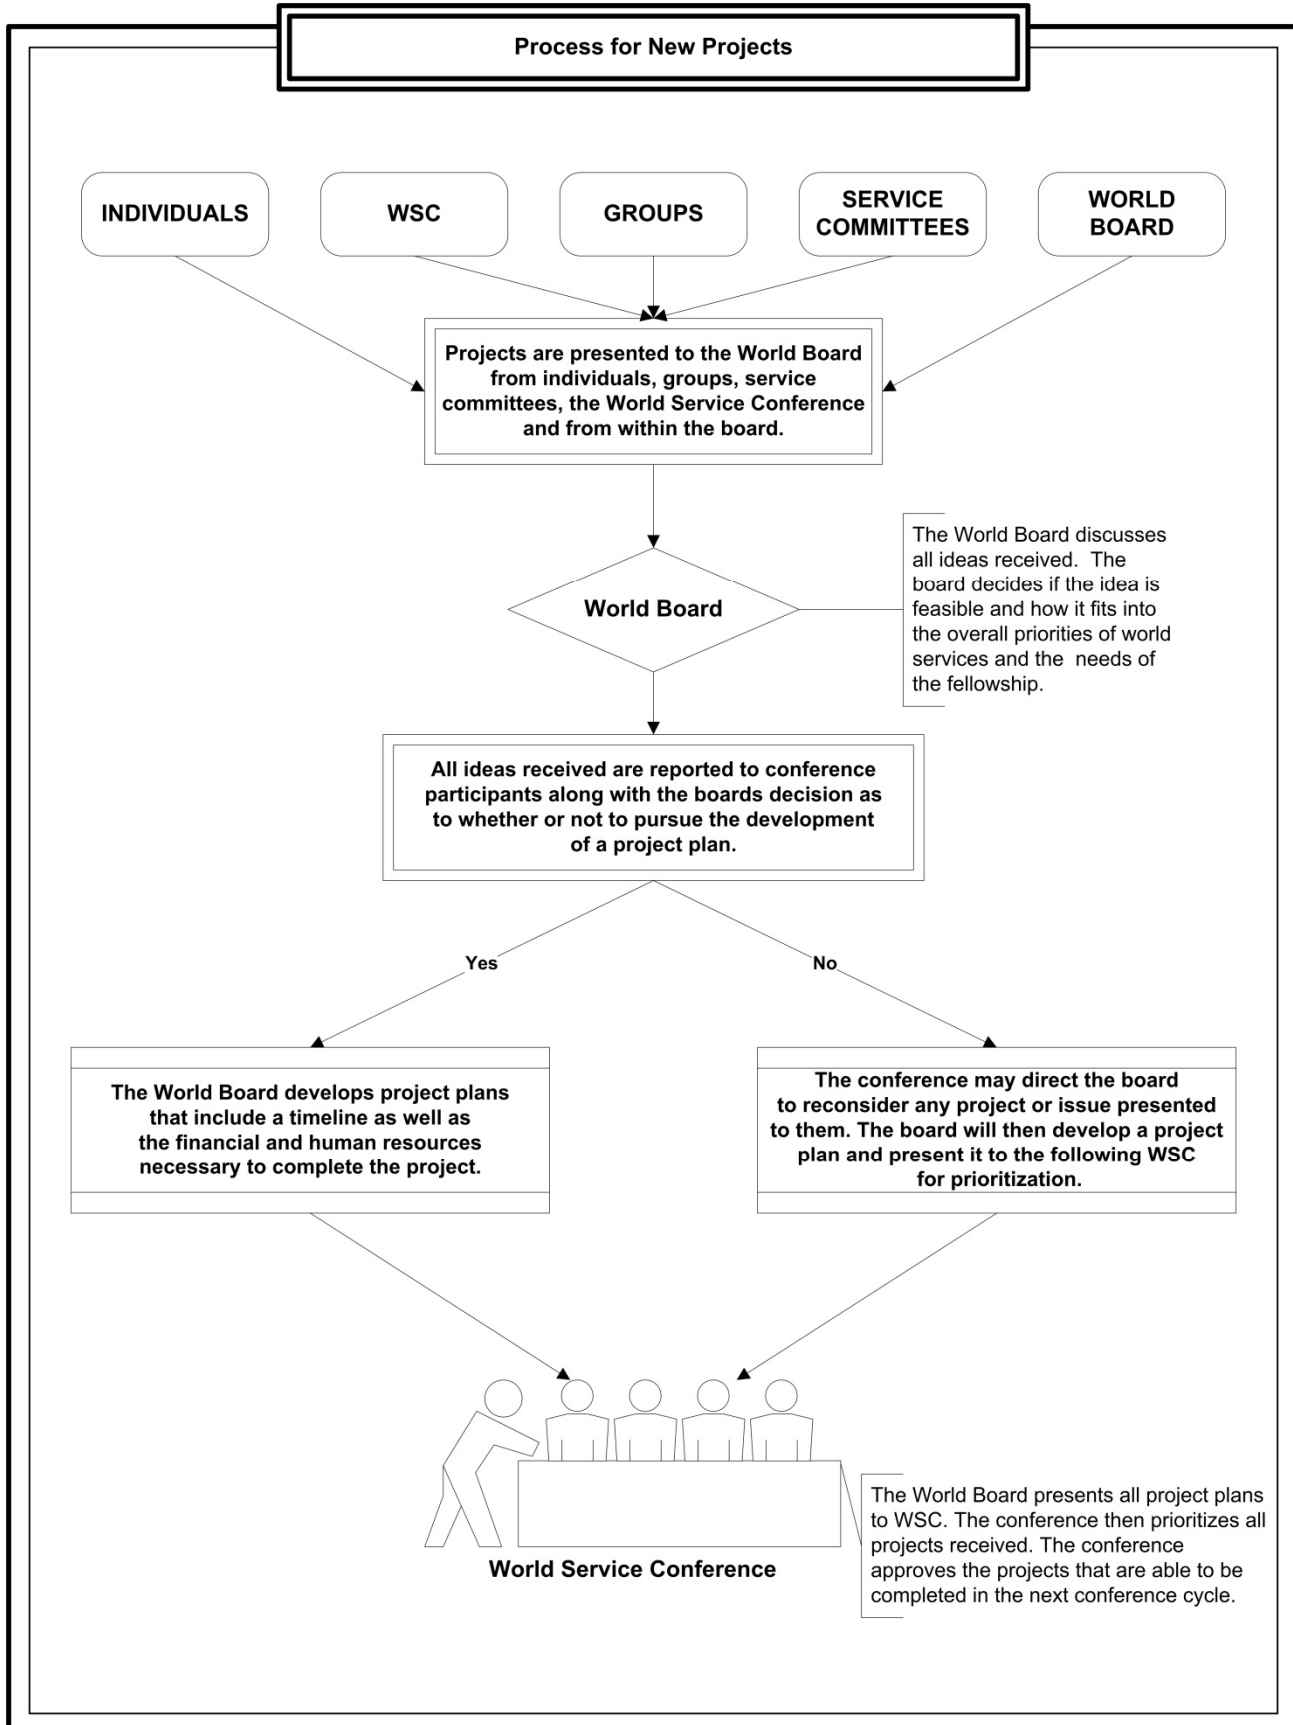 Process for New Projects
INDIVIDUALS
WSC
GROUPS
SERVICE
COMMITTEES
WORLD
BOARD
Projects are presented to the World Board
from individuals, groups, service
committees, the World Service Conference
and from within the board.
World Board
The World Board discusses
all ideas received.  The
board decides if the idea is
feasible and how it fits into
the overall priorities of world
services and the  needs of
the fellowship.
All ideas received are reported to conference
participants along with the boards decision as
to whether or not to pursue the development
of a project plan.
Yes
No
The World Board develops project plans
that include a timeline as well as
the financial and human resources
necessary to complete the project.
The conference may direct the board
to reconsider any project or issue presented
to them. The board will then develop a project
plan and present it to the following WSC
for prioritization.
World Service Conference
The World Board presents all project plans
to WSC. The conference then prioritizes all
projects received. The conference
approves the projects that are able to be
completed in the next conference cycle.